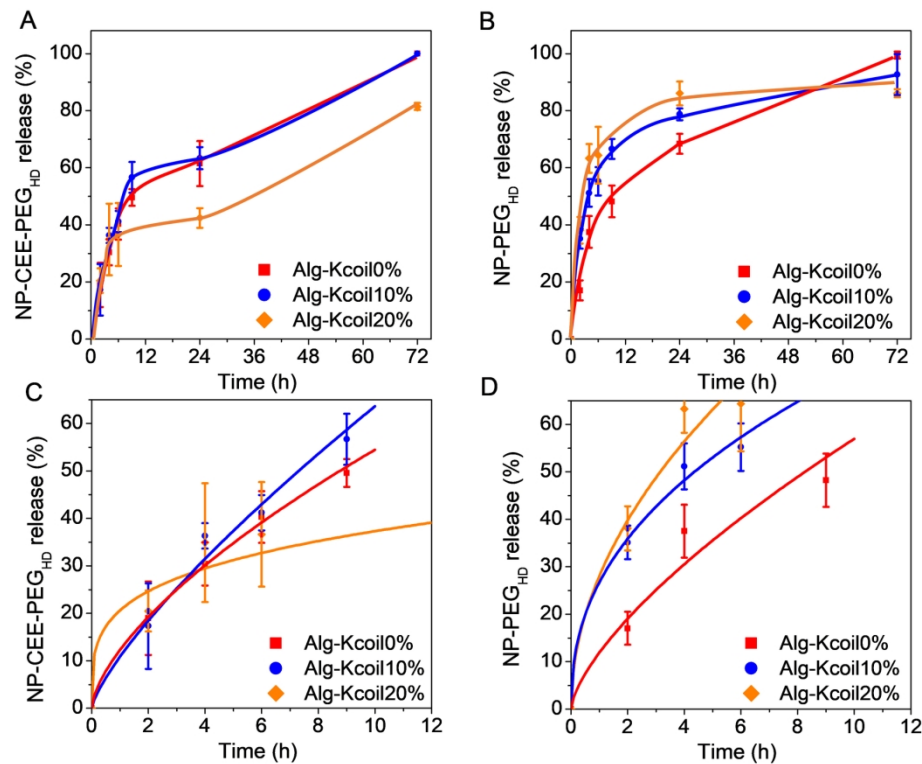 A
NP-CEE-PEG_HD release (%)
100
80
60
40
20
0
Alg-Kcoil0%
Alg-Kcoil10%
Alg-Kcoil20%
0 12 24 36 48 60 72
Time (h)
B
NP-PEG_HD release (%)
100
80
60
40
20
0
Alg-Kcoil0%
Alg-Kcoil10%
Alg-Kcoil20%
0 12 24 36 48 60 72
Time (h)
C
NP-CEE-PEG_HD release (%)
60
50
40
30
20
10
0
Alg-Kcoil0%
Alg-Kcoil10%
Alg-Kcoil20%
0 2 4 6 8 10 12
Time (h)
D
NP-PEG_HD release (%)
60
50
40
30
20
10
0
Alg-Kcoil0%
Alg-Kcoil10%
Alg-Kcoil20%
0 2 4 6 8 10 12
Time (h)